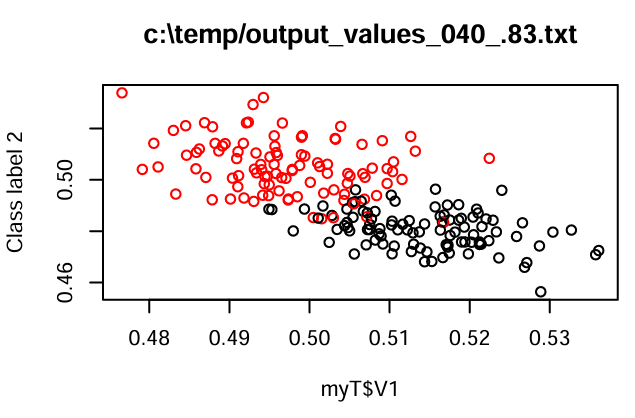 c:\temp/output_values_040_.83.txt
Class label 2
0.50
0.46
0.48 0.49 0.50 0.51 0.52 0.53
myT$V1